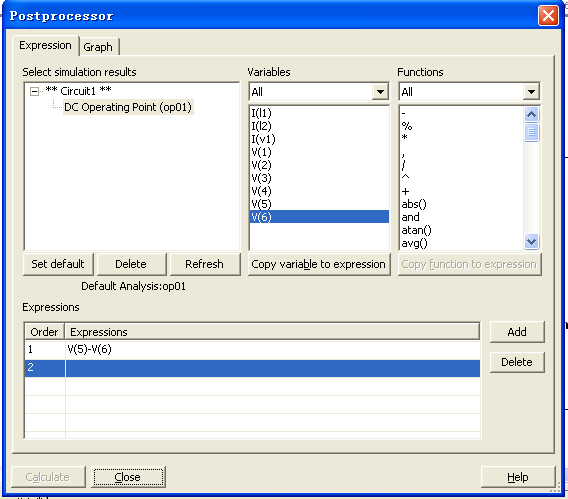 Postprocessor
Expression Graph
Select simulation results Variables Functions
** Circuit1 ** All All
DC Operating Point (op01)
I(l1)
I(l2)
I(v1)
V(1)
V(2)
V(3)
V(4)
V(5)
V(6)
-
%
*
,
/
^
+
abs()
and
atan()
avg()
Set default Delete Refresh Copy variable to expression Copy function to expression
Default Analysis:op01
Expressions
Order Expressions Add
1 V(5)-V(6)
2 Delete
Calculate Close Help